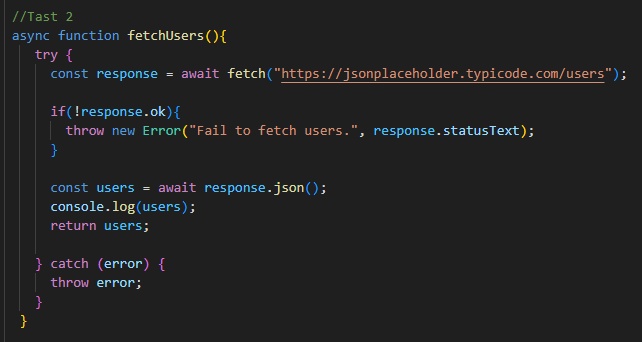 //Tast 2
async function fetchUsers(){
try {
const response = await fetch("https://jsonplaceholder.typicode.com/users");
if(!response.ok){
throw new Error("Fail to fetch users.", response.statusText);
}
const users = await response.json();
console.log(users);
return users;
} catch (error) {
throw error;
}
}